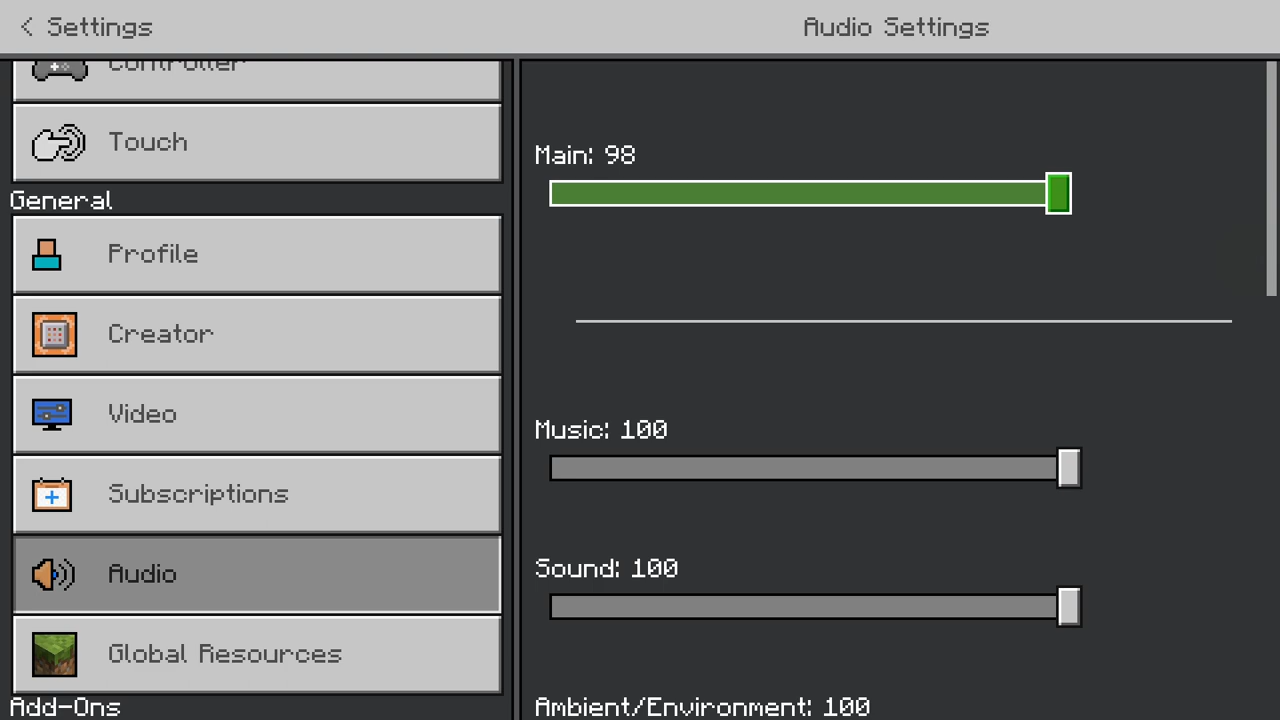 Settings
Audio Settings
Controller
Touch
General
Profile
Creator
Video
Subscriptions
Audio
Global Resources
Add-Ons
Main: 98
Music: 100
Sound: 100
Ambient/Environment: 100